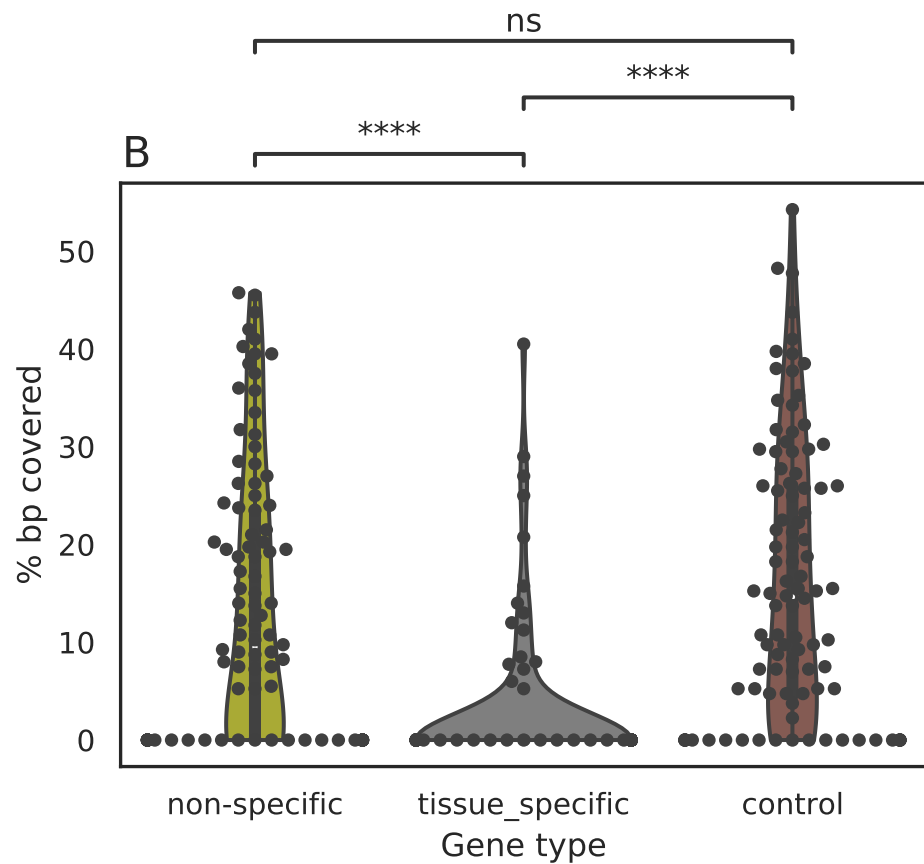 ns
****
****
B
50
40
30
20
10
0
% bp covered
non-specific tissue_specific control
Gene type